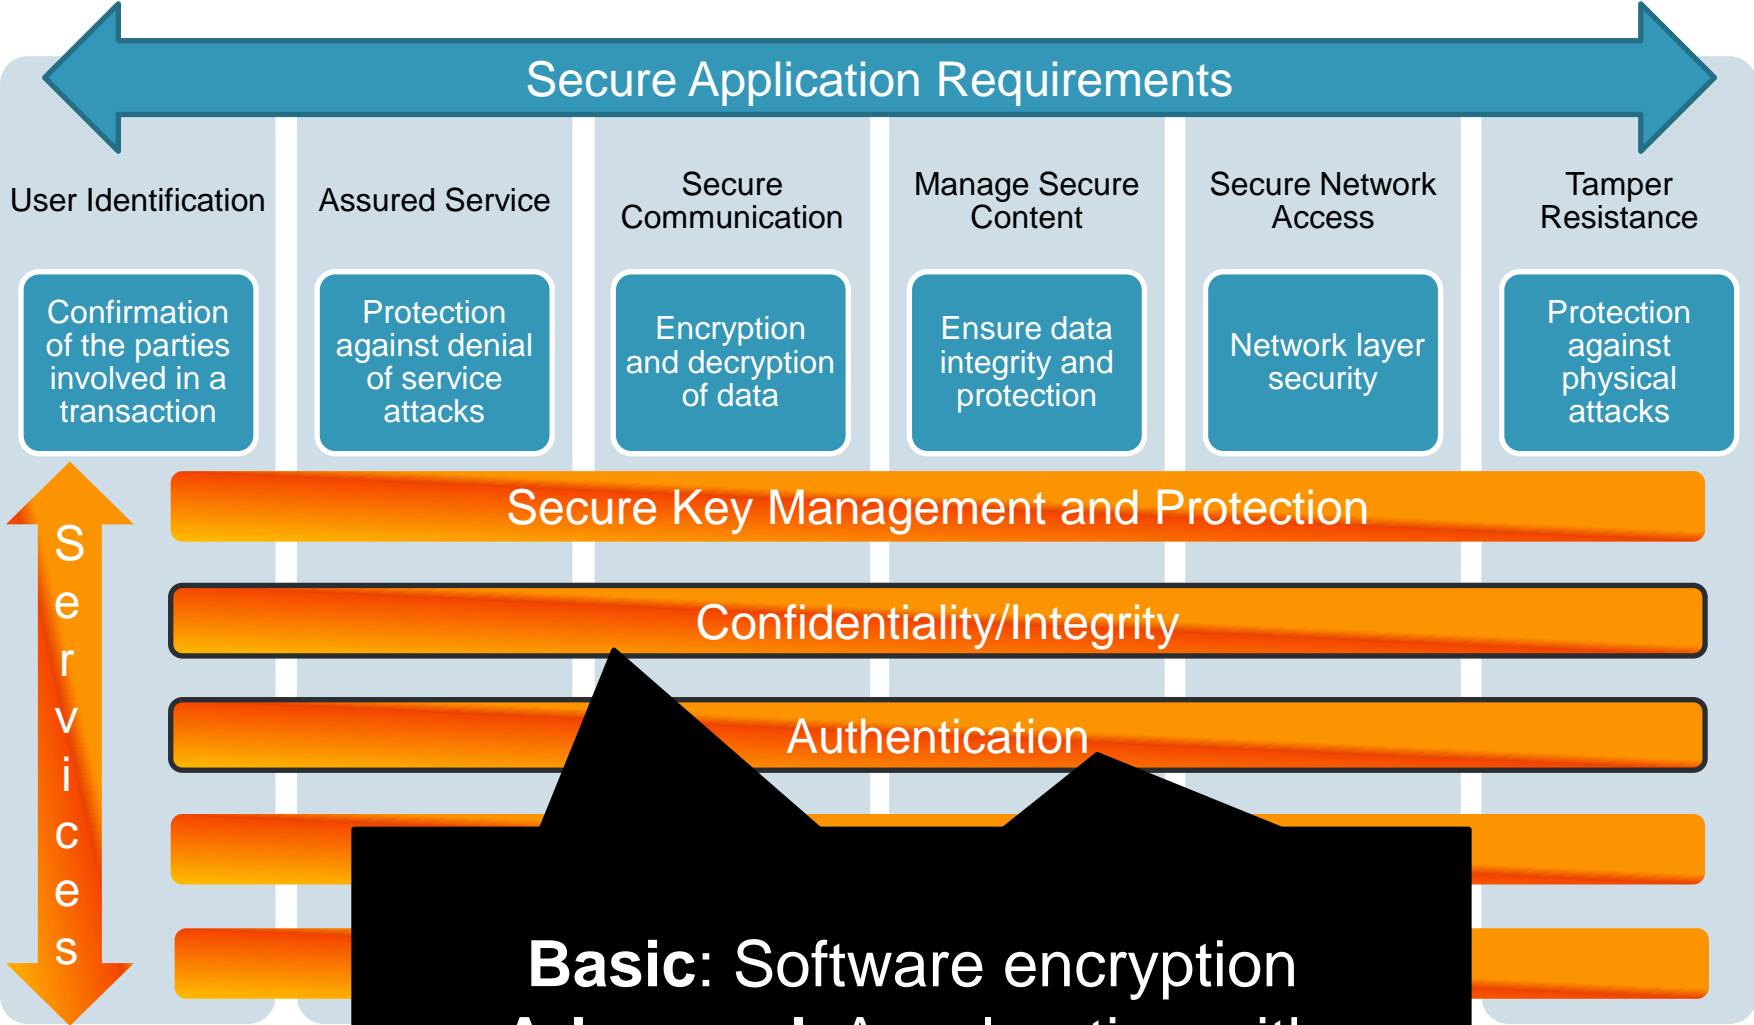 Secure Application Requirements
User Identification
Assured Service
Secure
Communication
Manage Secure
Content
Secure Network
Access
Tamper
Resistance
Confirmation
of the parties
involved in a
transaction
Protection
against denial
of service
attacks
Encryption
and decryption
of data
Ensure data
integrity and
protection
Network layer
security
Protection
against
physical
attacks
S
e
r
v
i
c
e
s
Secure Key Management and Protection
Confidentiality/Integrity
Authentication
Basic: Software encryption